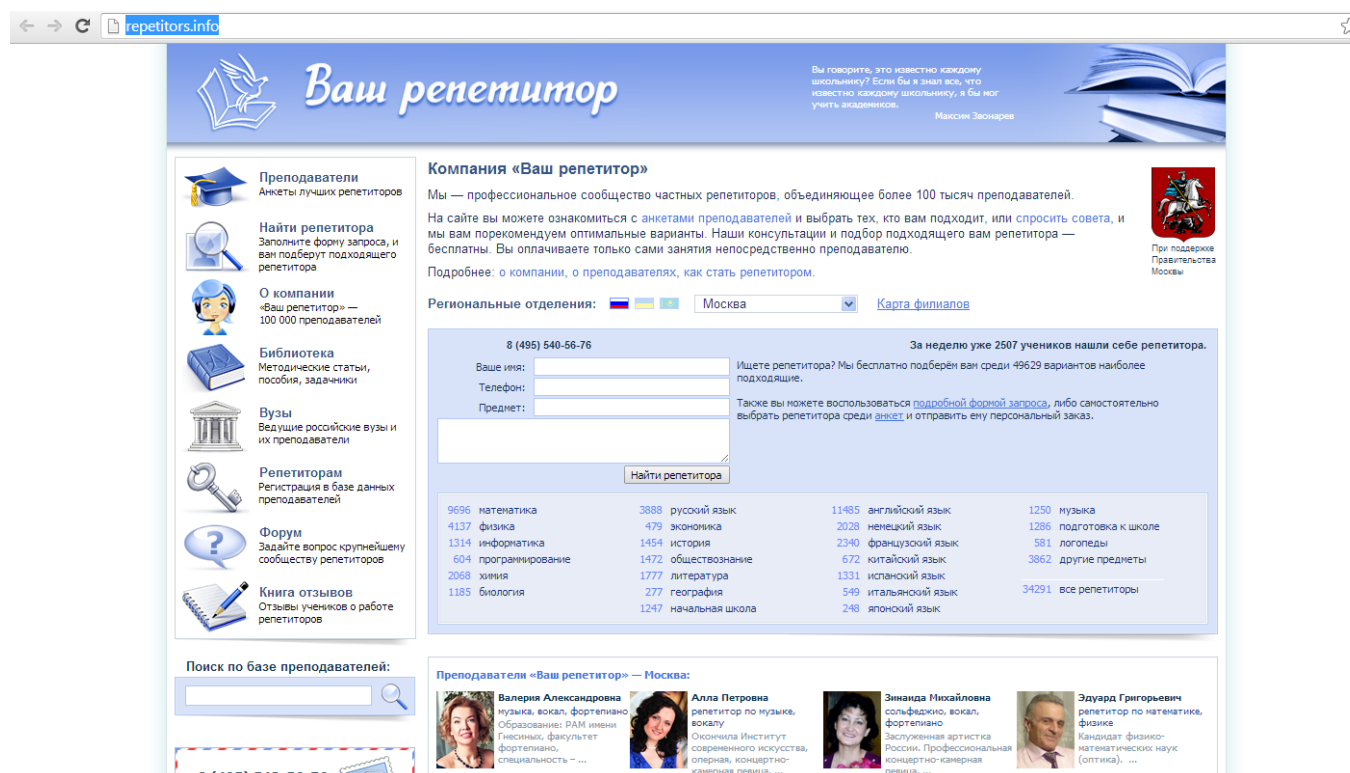 repetitors.info
Ваш репетитор
Вы говорите, это известно каждому
школьнику? Если бы я знал все, что
известно каждому школьнику, я бы мог
учить академиков.
Максим Звонарев
Преподаватели
Анкеты лучших репетиторов
Найти репетитора
Заполните форму запроса, и
вам подберут подходящего
репетитора
О компании
«Ваш репетитор» —
100 000 преподавателей
Библиотека
Методические статьи,
пособия, задачники
Вузы
Ведущие российские вузы и
их преподаватели
Репетиторам
Регистрация в базе данных
преподавателей
Форум
Задайте вопрос крупнейшему
сообществу репетиторов
Книга отзывов
Отзывы учеников о работе
репетиторов
Поиск по базе преподавателей:
Компания «Ваш репетитор»
Мы — профессиональное сообщество частных репетиторов, объединяющее более 100 тысяч преподавателей.
На сайте вы можете ознакомиться с анкетами преподавателей и выбрать тех, кто вам подходит, или спросить совета, и
мы вам порекомендуем оптимальные варианты. Наши консультации и подбор подходящего вам репетитора —
бесплатны. Вы оплачиваете только сами занятия непосредственно преподавателю.
Подробнее: о компании, о преподавателях, как стать репетитором.
При поддержке
Правительства
Москвы
Региональные отделения: Москва Карта филиалов
8 (495) 540-56-76 За неделю уже 2507 учеников нашли себе репетитора.
Ваше имя:
Телефон:
Предмет:
Ищете репетитора? Мы бесплатно подберём вам среди 49629 вариантов наиболее
подходящие.
Также вы можете воспользоваться подробной формой запроса, либо самостоятельно
выбрать репетитора среди анкет и отправить ему персональный заказ.
Найти репетитора
9696 математика 3888 русский язык 11485 английский язык 1250 музыка
4137 физика 479 экономика 2028 немецкий язык 1286 подготовка к школе
1314 информатика 1454 история 2340 французский язык 581 логопеды
604 программирование 1472 обществознание 672 китайский язык 3862 другие предметы
2068 химия 1777 литература 1331 испанский язык
1185 биология 277 география 549 итальянский язык 34291 все репетиторы
1247 начальная школа 248 японский язык
Преподаватели «Ваш репетитор» — Москва:
Валерия Александровна
музыка, вокал, фортепиано
Образование: РАМ имени
Гнесиных, факультет
фортепиано,
специальность – ...
Алла Петровна
репетитор по музыке,
вокалу
Окончила Институт
современного искусства,
оперная, концертно-
камерная певица. ...
Зинаида Михайловна
сольфеджио, вокал,
фортепиано
Заслуженная артистка
России. Профессиональная
концертно-камерная
певица. ...
Эдуард Григорьевич
репетитор по математике,
физике
Кандидат физико-
математических наук
(оптика). ...